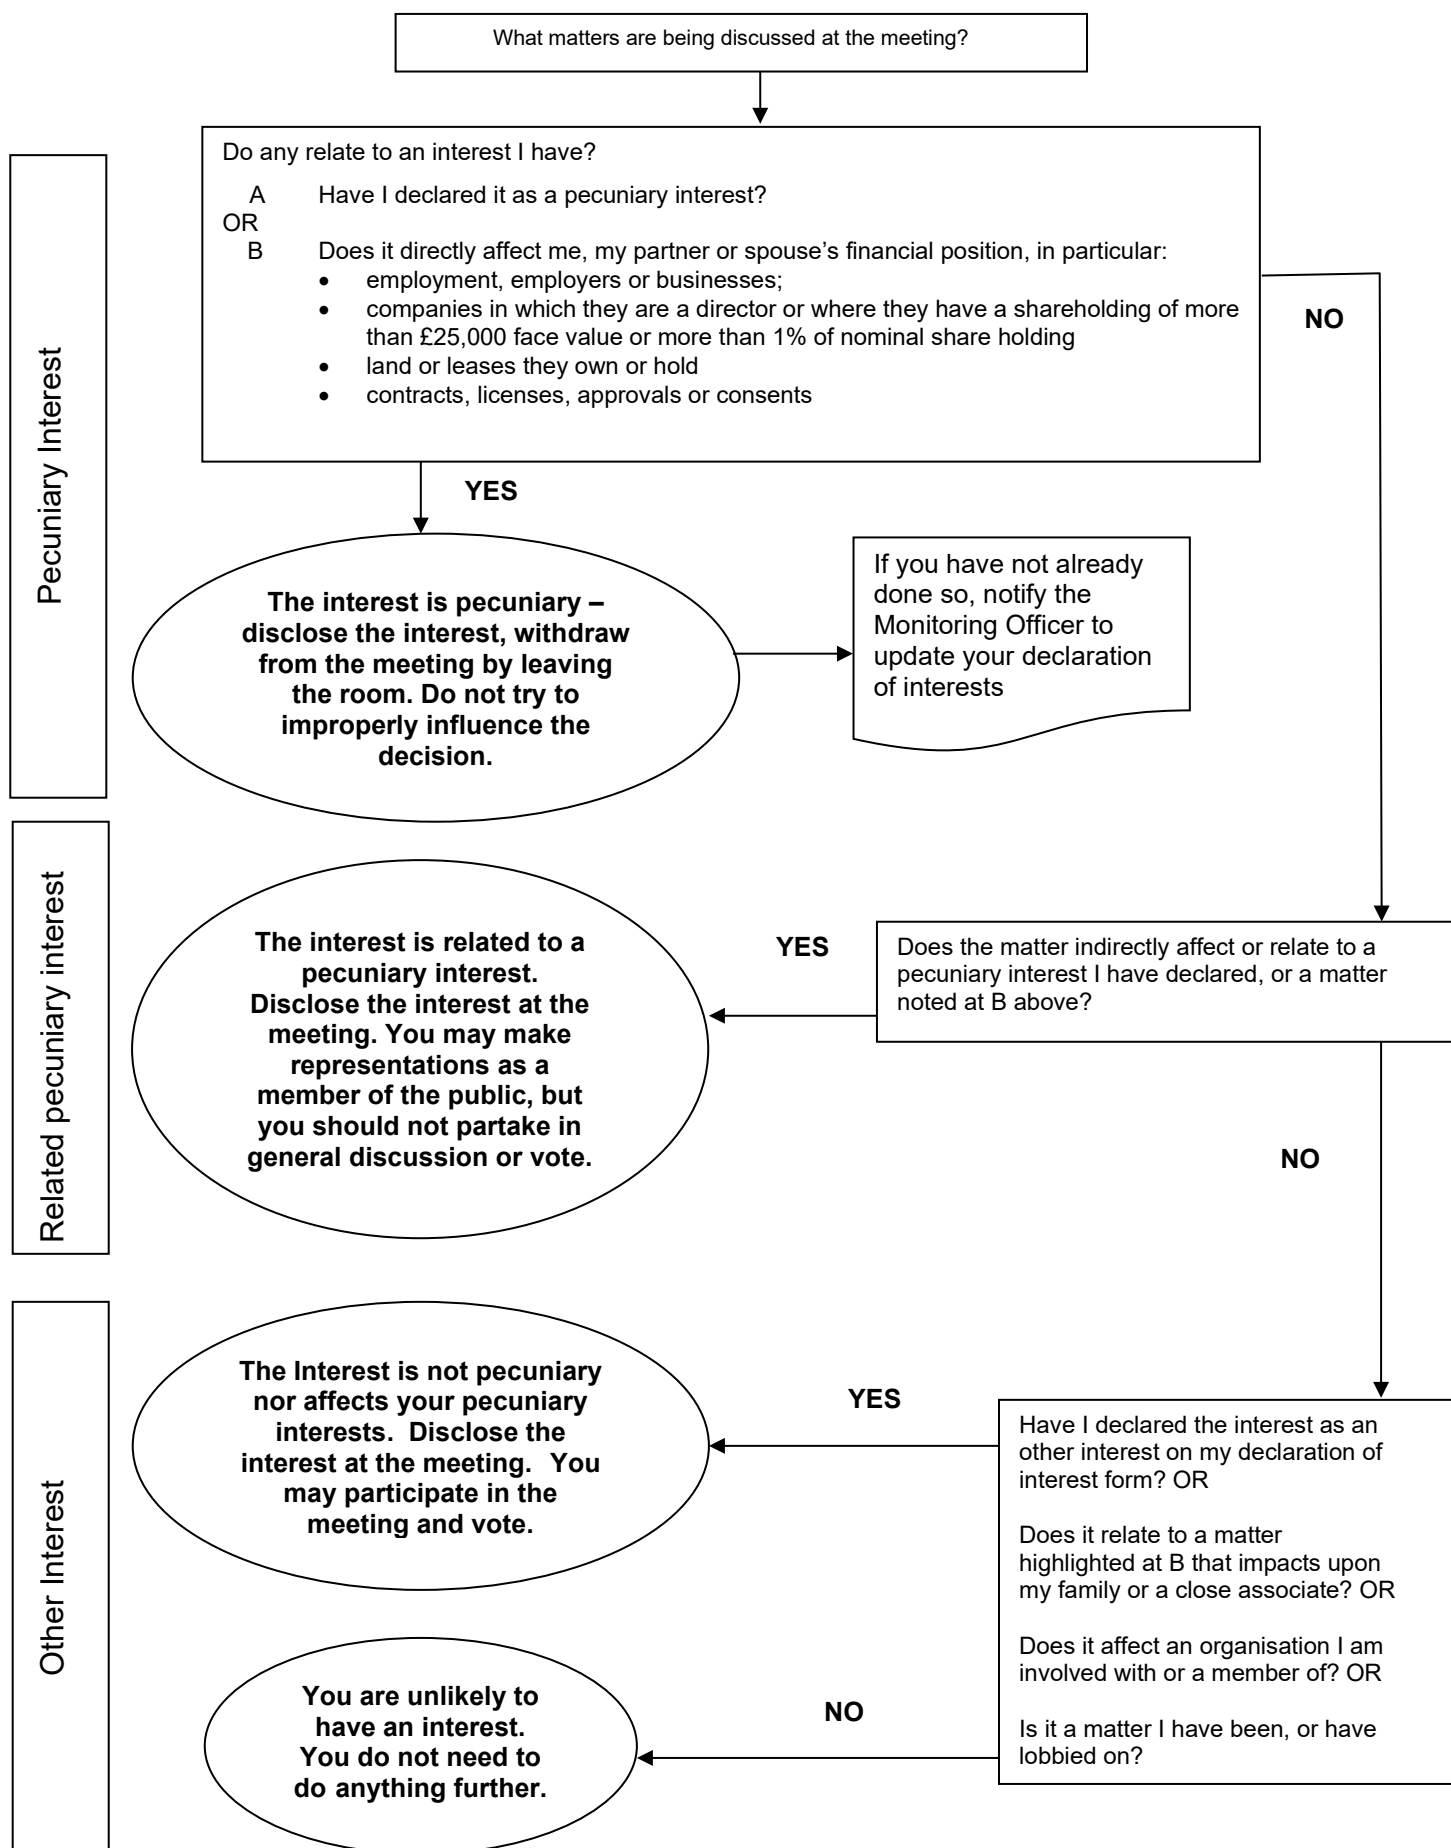 What matters are being discussed at the meeting?
Pecuniary Interest
Do any relate to an interest I have?
A Have I declared it as a pecuniary interest?
OR
B Does it directly affect me, my partner or spouse’s financial position, in particular:
• employment, employers or businesses;
• companies in which they are a director or where they have a shareholding of more
than £25,000 face value or more than 1% of nominal share holding
• land or leases they own or hold
• contracts, licenses, approvals or consents
NO
YES
The interest is pecuniary –
disclose the interest, withdraw
from the meeting by leaving
the room. Do not try to
improperly influence the
decision.
If you have not already
done so, notify the
Monitoring Officer to
update your declaration
of interests
Related pecuniary interest
The interest is related to a
pecuniary interest.
Disclose the interest at the
meeting. You may make
representations as a
member of the public, but
you should not partake in
general discussion or vote.
YES
Does the matter indirectly affect or relate to a
pecuniary interest I have declared, or a matter
noted at B above?
NO
Other Interest
The Interest is not pecuniary
nor affects your pecuniary
interests. Disclose the
interest at the meeting. You
may participate in the
meeting and vote.
YES
Have I declared the interest as an
other interest on my declaration of
interest form? OR
Does it relate to a matter
highlighted at B that impacts upon
my family or a close associate? OR
Does it affect an organisation I am
involved with or a member of? OR
Is it a matter I have been, or have
lobbied on?
NO
You are unlikely to
have an interest.
You do not need to
do anything further.